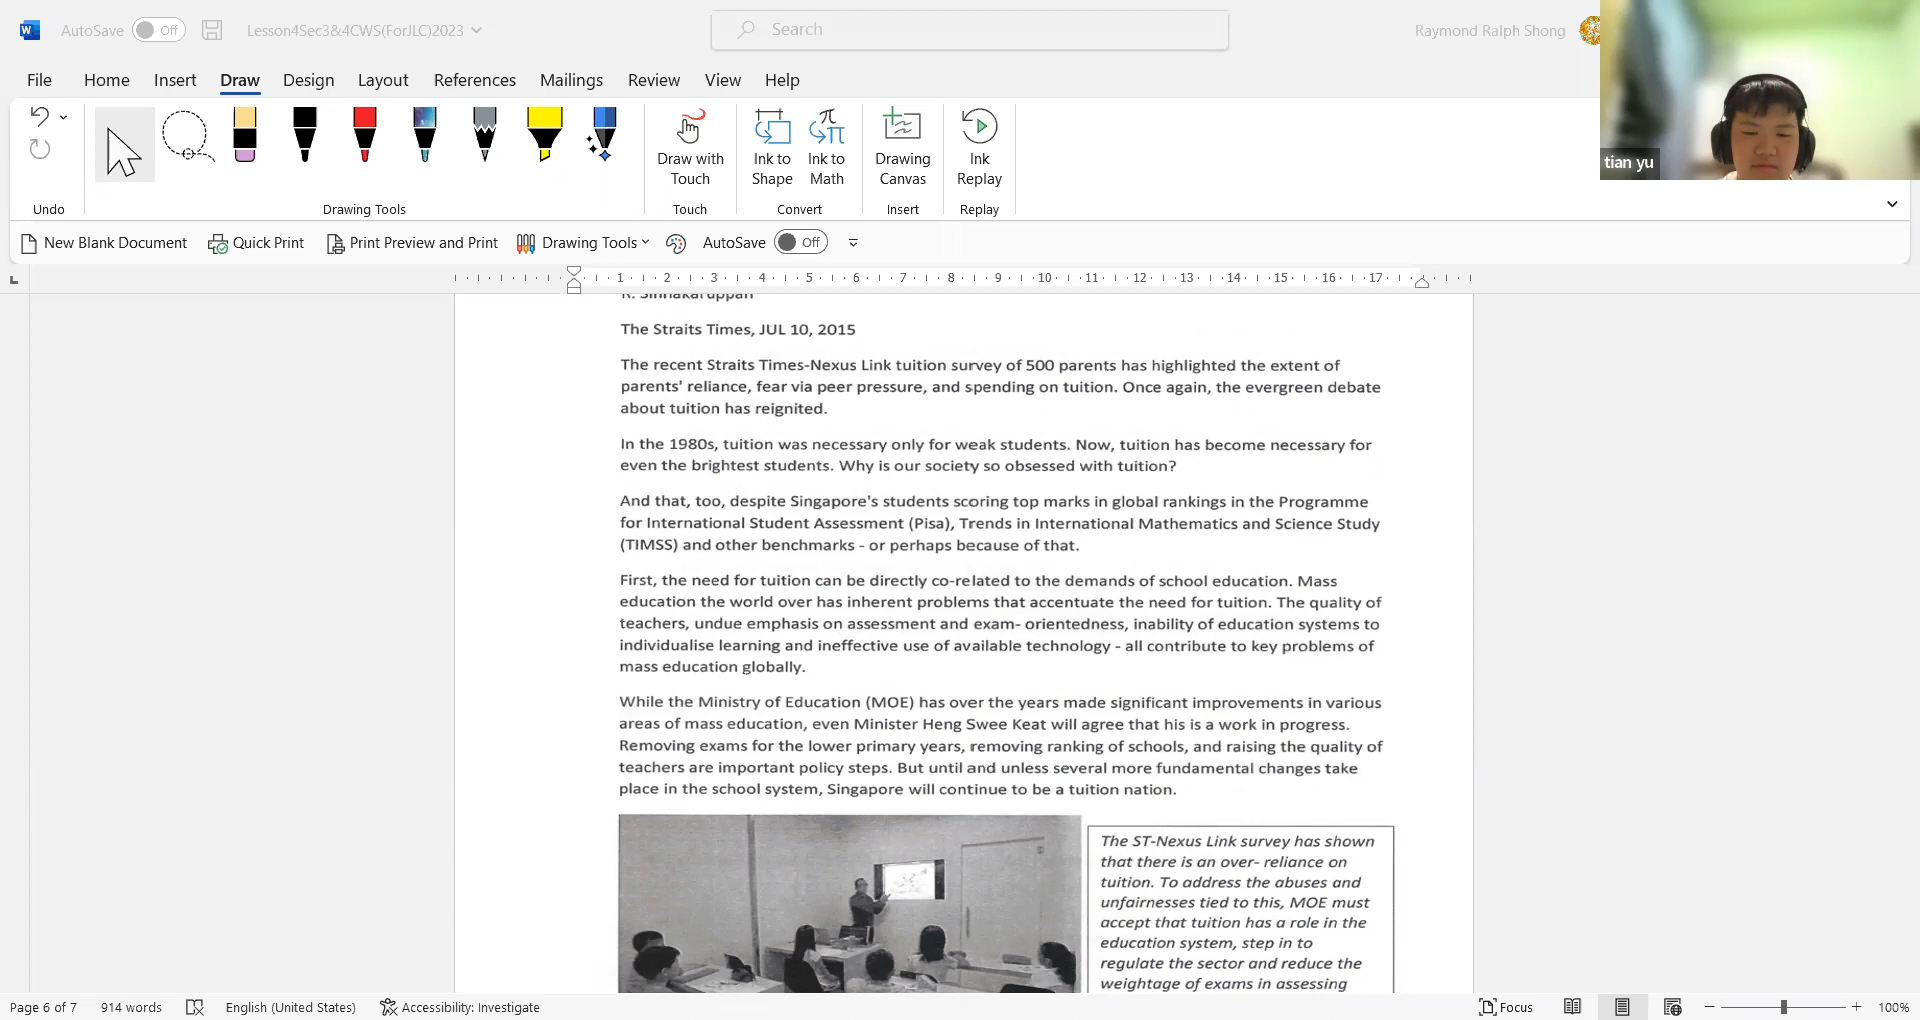 AutoSave Off Lesson4Sec3&4CWS(ForJLC)2023 Search Raymond Ralph Shong
File Home Insert Draw Design Layout References Mailings Review View Help
Draw with Touch
Ink to Shape
Ink to Math
Drawing Canvas
Ink Replay
tian yu
Undo Drawing Tools Touch Convert Insert Replay
New Blank Document Quick Print Print Preview and Print Drawing Tools AutoSave Off
1 2 3 4 5 6 7 8 9 10 11 12 13 14 15 16 17
R. Sinnakaruppan
The Straits Times, JUL 10, 2015
The recent Straits Times-Nexus Link tuition survey of 500 parents has highlighted the extent of
parents' reliance, fear via peer pressure, and spending on tuition. Once again, the evergreen debate
about tuition has reignited.
In the 1980s, tuition was necessary only for weak students. Now, tuition has become necessary for
even the brightest students. Why is our society so obsessed with tuition?
And that, too, despite Singapore's students scoring top marks in global rankings in the Programme
for International Student Assessment (Pisa), Trends in International Mathematics and Science Study
(TIMSS) and other benchmarks - or perhaps because of that.
First, the need for tuition can be directly co-related to the demands of school education. Mass
education the world over has inherent problems that accentuate the need for tuition. The quality of
teachers, undue emphasis on assessment and exam- orientedness, inability of education systems to
individualise learning and ineffective use of available technology - all contribute to key problems of
mass education globally.
While the Ministry of Education (MOE) has over the years made significant improvements in various
areas of mass education, even Minister Heng Swee Keat will agree that his is a work in progress.
Removing exams for the lower primary years, removing ranking of schools, and raising the quality of
teachers are important policy steps. But until and unless several more fundamental changes take
place in the school system, Singapore will continue to be a tuition nation.
The ST-Nexus Link survey has shown
that there is an over- reliance on
tuition. To address the abuses and
unfairnesses tied to this, MOE must
accept that tuition has a role in the
education system, step in to
regulate the sector and reduce the
weightage of exams in assessing
Page 6 of 7 914 words English (United States) Accessibility: Investigate Focus 100%